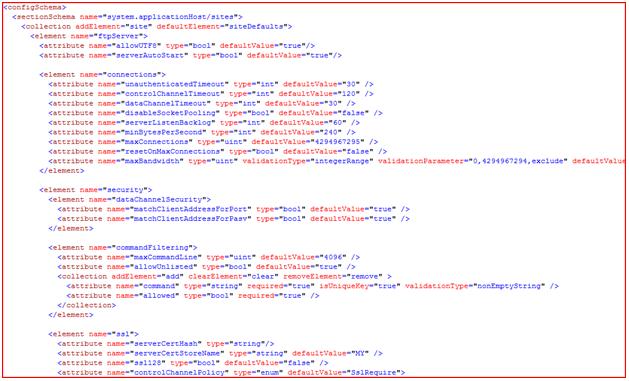 <configSchema>
<sectionSchema name="system.applicationHost/sites">
<collection addElement="site" defaultElement="siteDefaults">
<element name="ftpServer">
<attribute name="allowUTF8" type="bool" defaultValue="true"/>
<attribute name="serverAutoStart" type="bool" defaultValue="true"/>
<element name="connections">
<attribute name="unauthenticatedTimeout" type="int" defaultValue="30" />
<attribute name="controlChannelTimeout" type="int" defaultValue="120" />
<attribute name="dataChannelTimeout" type="int" defaultValue="30" />
<attribute name="disableSocketPooling" type="bool" defaultValue="false" />
<attribute name="serverListenBacklog" type="int" defaultValue="60" />
<attribute name="minBytesPerSecond" type="int" defaultValue="240" />
<attribute name="maxConnections" type="uint" defaultValue="4294967295" />
<attribute name="resetOnMaxConnections" type="bool" defaultValue="false" />
<attribute name="maxBandwidth" type="uint" validationType="integerRange" validationParameter="0,4294967294,exclude" defaultValue
</element>
<element name="security">
<element name="dataChannelSecurity">
<attribute name="matchClientAddressForPort" type="bool" defaultValue="true" />
<attribute name="matchClientAddressForPasv" type="bool" defaultValue="true" />
</element>
<element name="commandFiltering">
<attribute name="maxCommandLine" type="uint" defaultValue="4096" />
<attribute name="allowUnlisted" type="bool" defaultValue="true" />
<collection addElement="add" clearElement="clear" removeElement="remove" >
<attribute name="command" type="string" required="true" isUniqueKey="true" validationType="nonEmptyString" />
<attribute name="allowed" type="bool" required="true" />
</collection>
</element>
<element name="ssl">
<attribute name="serverCertHash" type="string"/>
<attribute name="serverCertStoreName" type="string" defaultValue="MY" />
<attribute name="ssl128" type="bool" defaultValue="false" />
<attribute name="controlChannelPolicy" type="enum" defaultValue="SslRequire">